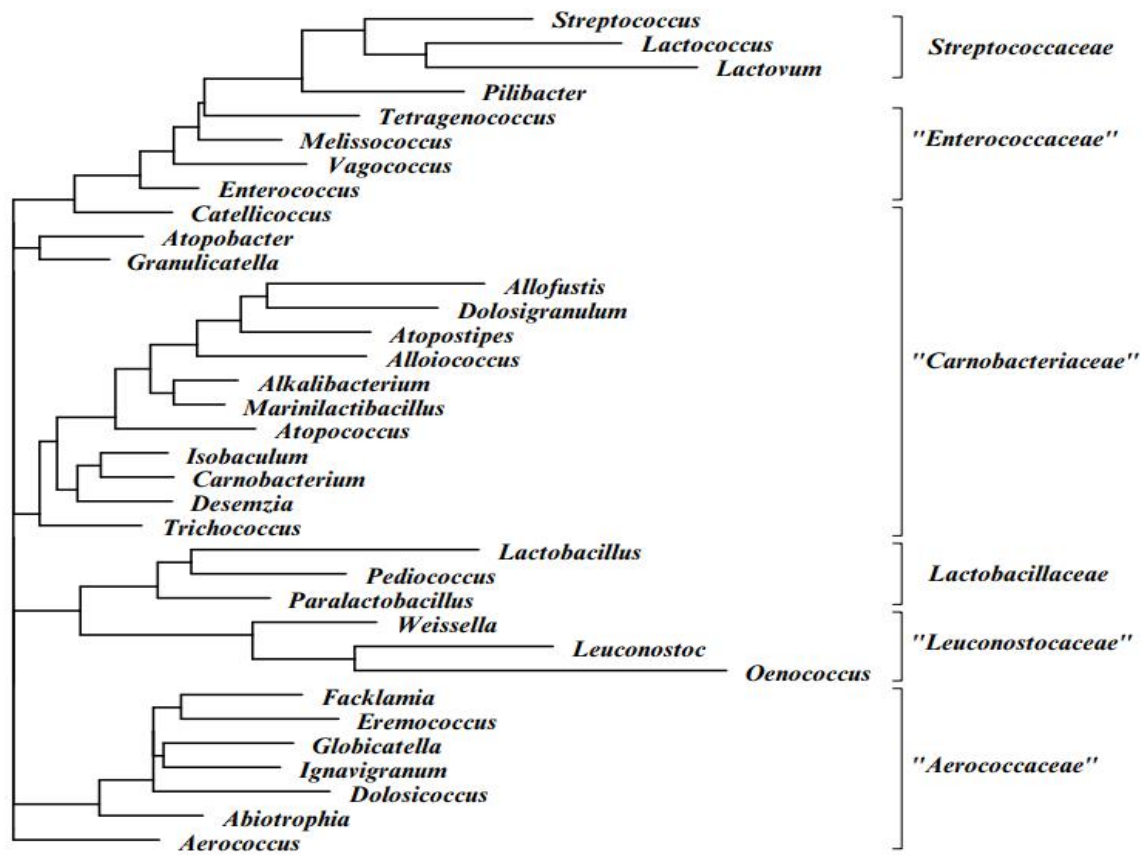 Streptococcus
Lactococcus
Lactovum
Streptococcaceae
Pilibacter
Tetragenococcus
Melissococcus
Vagococcus
Enterococcus
"Enterococcaceae"
Catellicoccus
Atopobacter
Granulicatella
Allofustis
Dolosigranulum
Atopostipes
Alloiococcus
Alkalibacterium
Marinilactibacillus
Atopococcus
Isobaculum
Carnobacterium
Desemzia
Trichococcus
"Carnobacteriaceae"
Lactobacillus
Pediococcus
Paralactobacillus
Lactobacillaceae
Weissella
Leuconostoc
Oenococcus
"Leuconostocaceae"
Facklamia
Eremococcus
Globicatella
Ignavigranum
Dolosicoccus
Abiotrophia
Aerococcus
"Aerococcaceae"